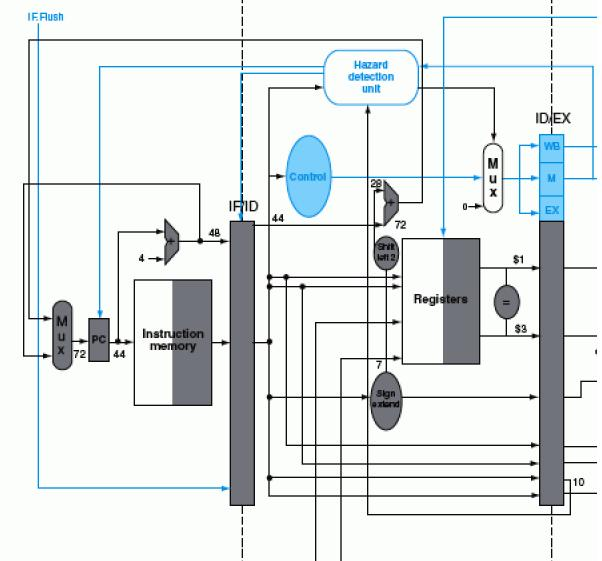 IF.Flush
Hazard
detection
unit
ID/EX
WB
M
EX
Control
M
u
x
0
28
+
72
IF/ID
44
48
+
4
Shift
left 2
Registers
$1
=
$3
M
u
x
72
PC
44
Instruction
memory
7
Sign
extend
10